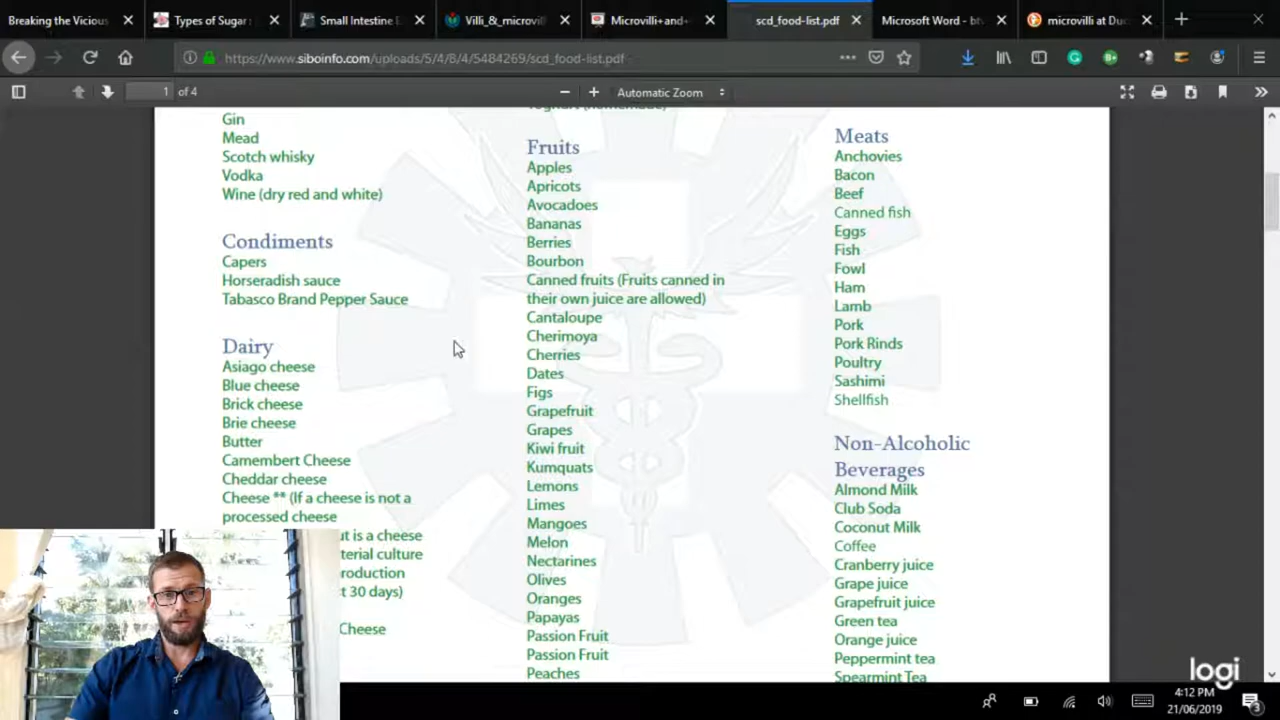 Breaking the Vicious
Types of Sugar
Small Intestine
Villi_&_microvil
Microvilli+and+
scd_food-list.pdf
Microsoft Word - bt
microvilli at Du
https://www.siboinfo.com/uploads/5/4/8/4/5484269/scd_food-list.pdf
1 of 4
Automatic Zoom
Gin
Mead
Scotch whisky
Vodka
Wine (dry red and white)
Condiments
Capers
Horseradish sauce
Tabasco Brand Pepper Sauce
Dairy
Asiago cheese
Blue cheese
Brick cheese
Brie cheese
Butter
Camembert Cheese
Cheddar cheese
Cheese ** (If a cheese is not a
processed cheese
t is a cheese
terial culture
roduction
t 30 days)
Cheese
Fruits
Apples
Apricots
Avocadoes
Bananas
Berries
Bourbon
Canned fruits (Fruits canned in
their own juice are allowed)
Cantaloupe
Cherimoya
Cherries
Dates
Figs
Grapefruit
Grapes
Kiwi fruit
Kumquats
Lemons
Limes
Mangoes
Melon
Nectarines
Olives
Oranges
Papayas
Passion Fruit
Passion Fruit
Peaches
Meats
Anchovies
Bacon
Beef
Canned fish
Eggs
Fish
Fowl
Ham
Lamb
Pork
Pork Rinds
Poultry
Sashimi
Shellfish
Non-Alcoholic
Beverages
Almond Milk
Club Soda
Coconut Milk
Coffee
Cranberry juice
Grape juice
Grapefruit juice
Green tea
Orange juice
Peppermint tea
Spearmint Tea
logi
4:12 PM
21/06/2019
3